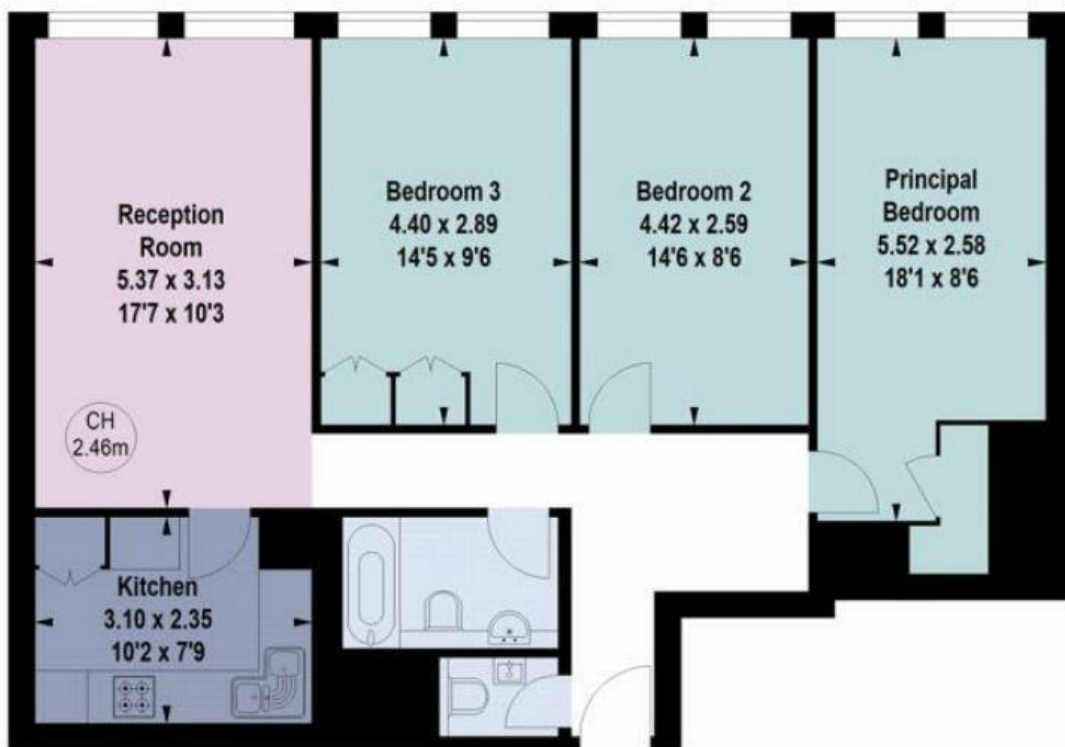 Reception
Room
5.37 x 3.13
17'7 x 10'3
CH
2.46m
Bedroom 3
4.40 x 2.89
14'5 x 9'6
Bedroom 2
4.42 x 2.59
14'6 x 8'6
Principal
Bedroom
5.52 x 2.58
18'1 x 8'6
Kitchen
3.10 x 2.35
10'2 x 7'9